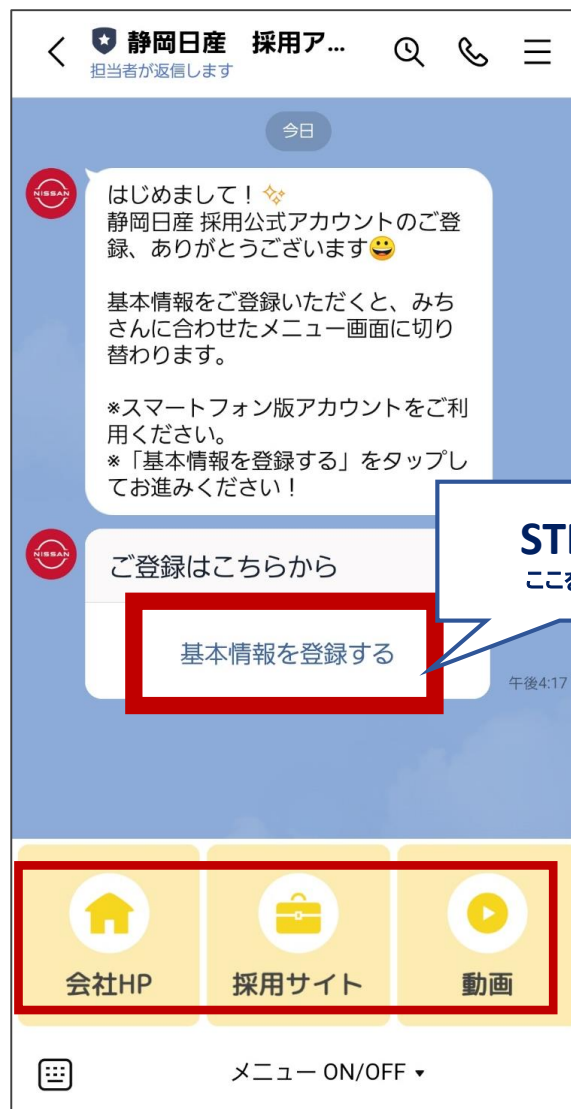 静岡日産　採用ア...
担当者が返信します
今日
NISSAN
はじめまして！✨
静岡日産 採用公式アカウントのご登
録、ありがとうございます😀
基本情報をご登録いただくと、みち
さんに合わせたメニュー画面に切り
替わります。
※スマートフォン版アカウントをご利
用ください。
※「基本情報を登録する」をタップし
てお進みください！
NISSAN
ご登録はこちらから
基本情報を登録する
午後4:17
会社HP 採用サイト 動画
メニュー ON/OFF ▾